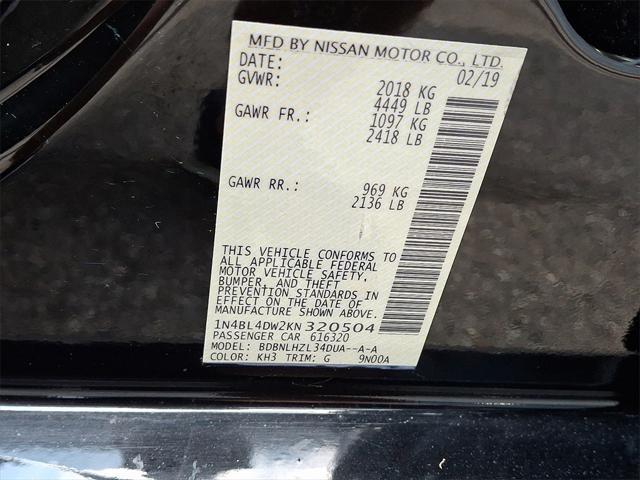 MFD BY NISSAN MOTOR CO., LTD.
DATE: 02/19
GVWR: 2018 KG
4449 LB
GAWR FR.: 1097 KG
2418 LB
GAWR RR.: 969 KG
2136 LB
THIS VEHICLE CONFORMS TO
ALL APPLICABLE FEDERAL
MOTOR VEHICLE SAFETY,
BUMPER, AND THEFT
PREVENTION STANDARDS IN
EFFECT ON THE DATE OF
MANUFACTURE SHOWN ABOVE.
1N4BL4DW2KN320504
PASSENGER CAR 616320
MODEL: BDBNLHZL34DUA--A-A
COLOR: KH3 TRIM: G 9N00A